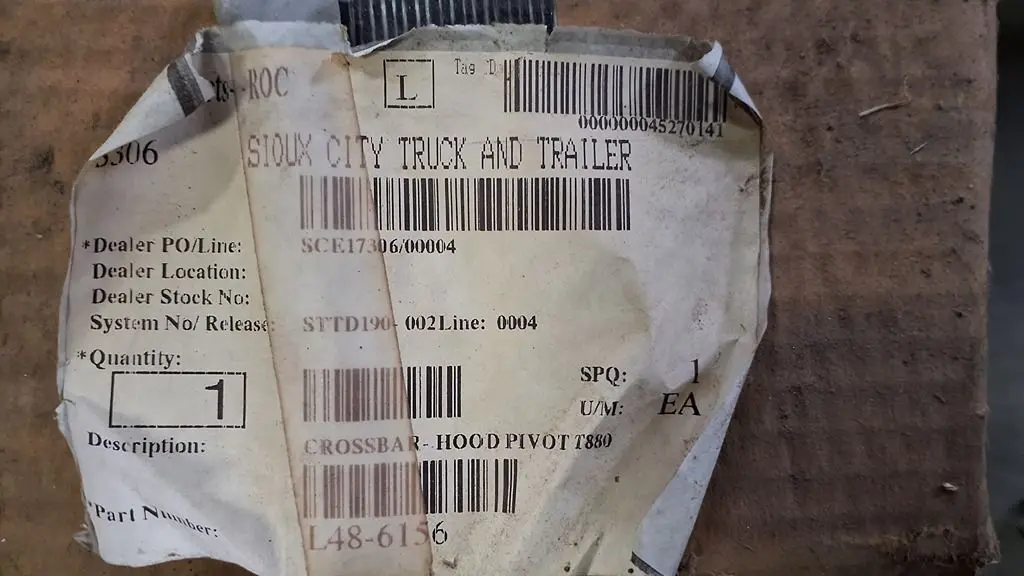 ts- -ROC
L
Tag
000000045270141
3306
SIOUX CITY TRUCK AND TRAILER
*Dealer PO/Line: SCE17306/00004
Dealer Location:
Dealer Stock No:
System No/ Release: STTD190- 002 Line: 0004
*Quantity:
1
SPQ: 1
U/M: EA
Description: CROSSBAR- HOOD PIVOT T880
*Part Number:
L48-6156